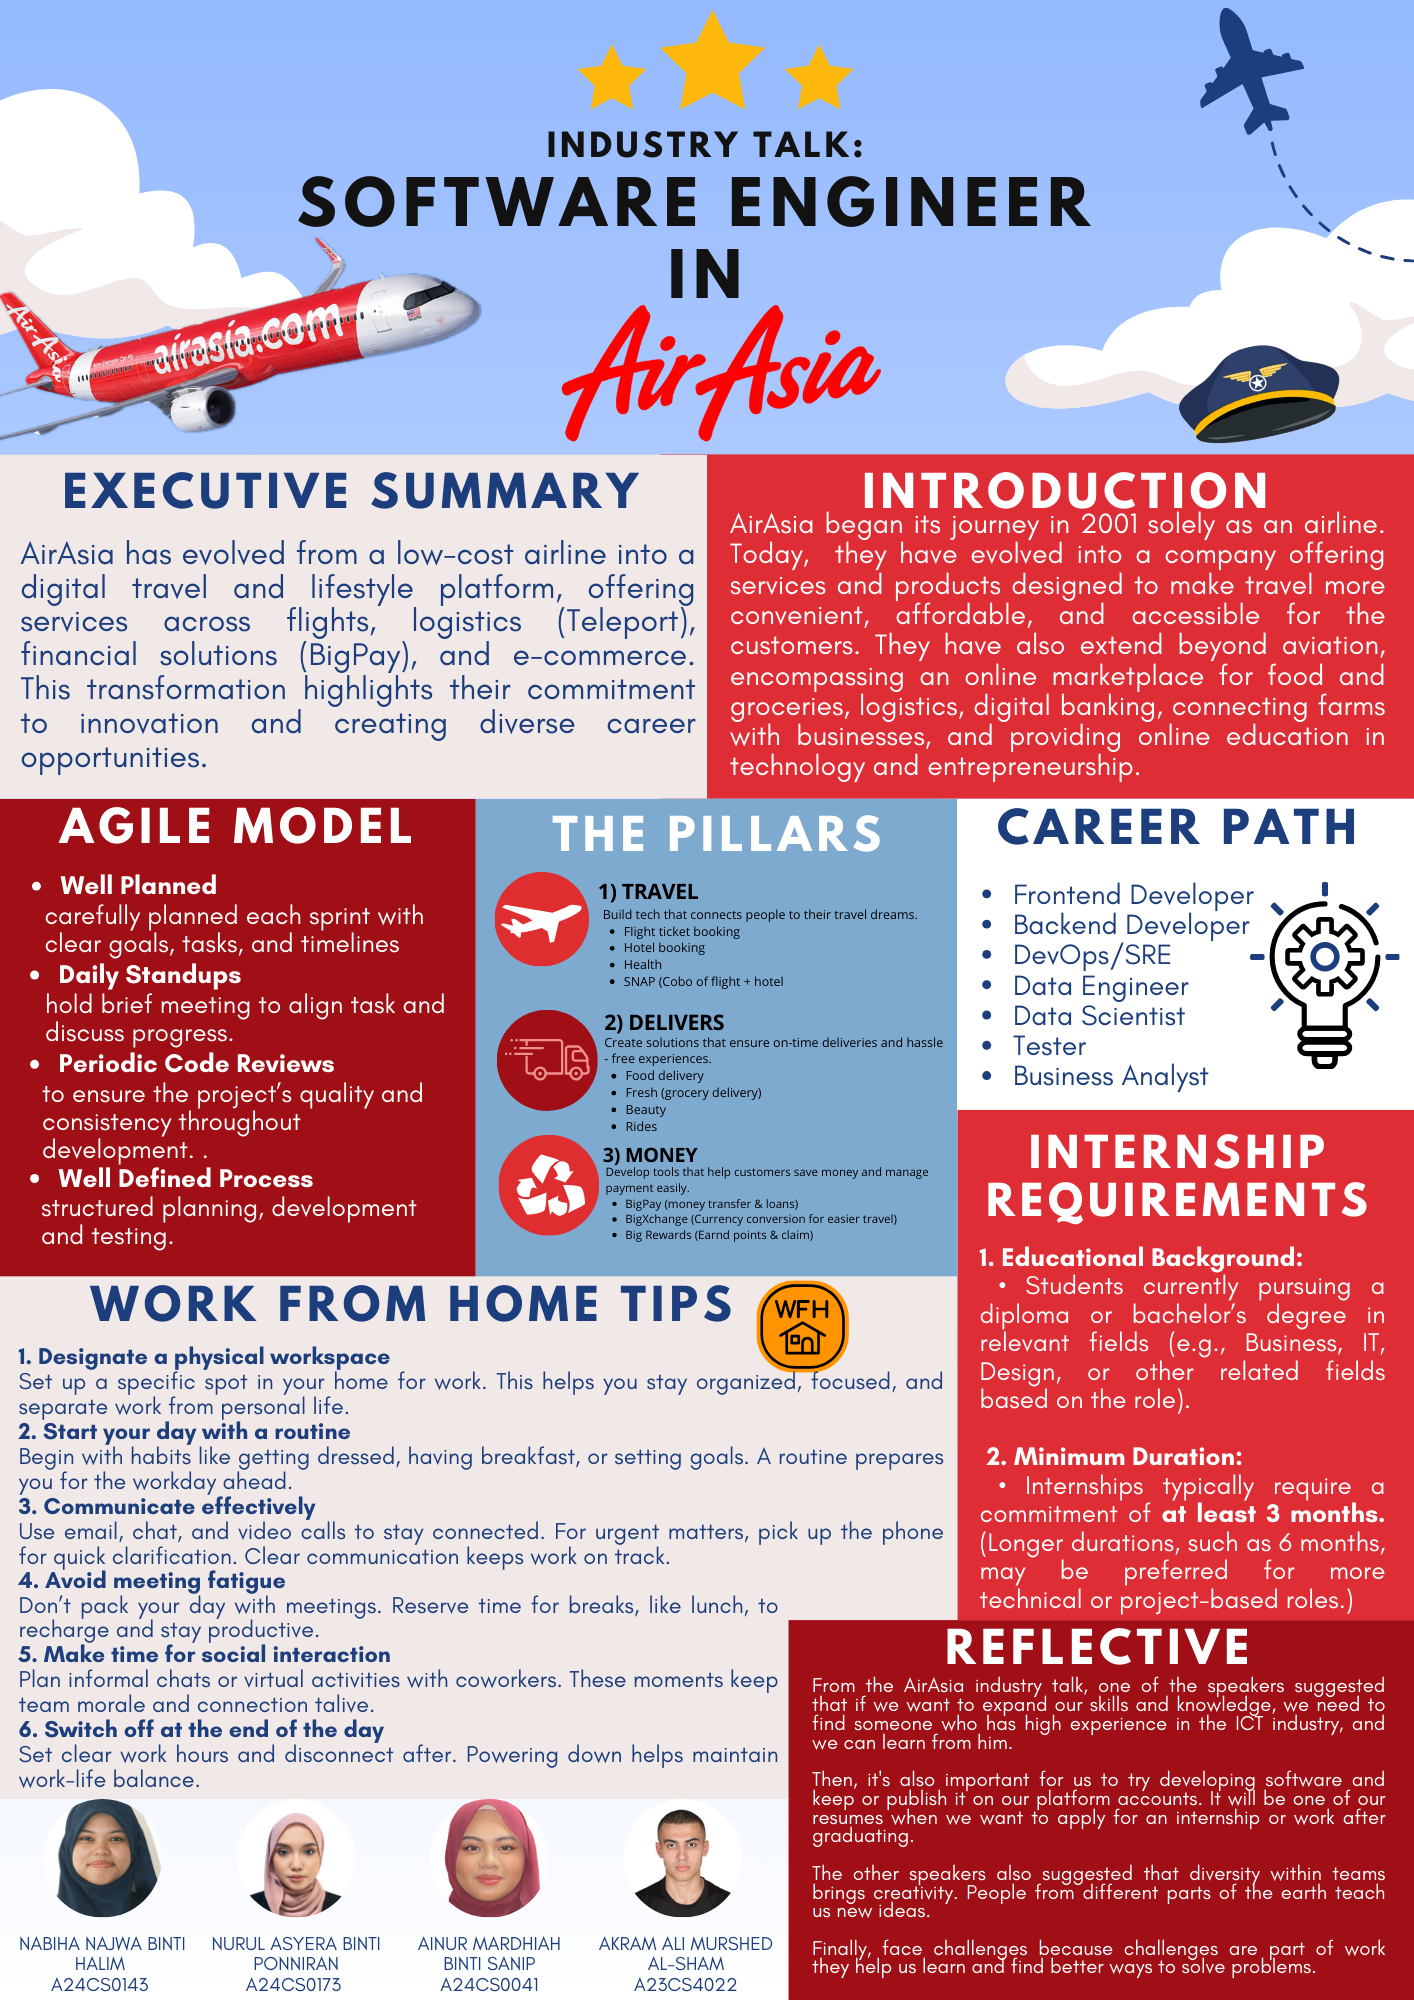 INDUSTRY TALK:
SOFTWARE ENGINEER
IN
AirAsia
AirAsia
airasia.com
EXECUTIVE SUMMARY
AirAsia has evolved from a low-cost airline into a
digital travel and lifestyle platform, offering
services across flights, logistics (Teleport),
financial solutions (BigPay), and e-commerce.
This transformation highlights their commitment
to innovation and creating diverse career
opportunities.
INTRODUCTION
AirAsia began its journey in 2001 solely as an airline.
Today, they have evolved into a company offering
services and products designed to make travel more
convenient, affordable, and accessible for the
customers. They have also extend beyond aviation,
encompassing an online marketplace for food and
groceries, logistics, digital banking, connecting farms
with businesses, and providing online education in
technology and entrepreneurship.
AGILE MODEL
• Well Planned
carefully planned each sprint with
clear goals, tasks, and timelines
• Daily Standups
hold brief meeting to align task and
discuss progress.
• Periodic Code Reviews
to ensure the project's quality and
consistency throughout
development. .
• Well Defined Process
structured planning, development
and testing.
THE PILLARS
1) TRAVEL
Build tech that connects people to their travel dreams.
• Flight ticket booking
• Hotel booking
• Health
• SNAP (Cobo of flight + hotel
2) DELIVERS
Create solutions that ensure on-time deliveries and hassle
- free experiences.
• Food delivery
• Fresh (grocery delivery)
• Beauty
• Rides
3) MONEY
Develop tools that help customers save money and manage
payment easily.
• BigPay (money transfer & loans)
• BigXchange (Currency conversion for easier travel)
• Big Rewards (Earnd points & claim)
CAREER PATH
• Frontend Developer
• Backend Developer
• DevOps/SRE
• Data Engineer
• Data Scientist
• Tester
• Business Analyst
INTERNSHIP
REQUIREMENTS
1. Educational Background:
• Students currently pursuing a
diploma or bachelor's degree in
relevant fields (e.g., Business, IT,
Design, or other related fields
based on the role).
2. Minimum Duration:
• Internships typically require a
commitment of at least 3 months.
(Longer durations, such as 6 months,
may be preferred for more
technical or project-based roles.)
WORK FROM HOME TIPS
WFH
1. Designate a physical workspace
Set up a specific spot in your home for work. This helps you stay organized, focused, and
separate work from personal life.
2. Start your day with a routine
Begin with habits like getting dressed, having breakfast, or setting goals. A routine prepares
you for the workday ahead.
3. Communicate effectively
Use email, chat, and video calls to stay connected. For urgent matters, pick up the phone
for quick clarification. Clear communication keeps work on track.
4. Avoid meeting fatigue
Don't pack your day with meetings. Reserve time for breaks, like lunch, to
recharge and stay productive.
5. Make time for social interaction
Plan informal chats or virtual activities with coworkers. These moments keep
team morale and connection talive.
6. Switch off at the end of the day
Set clear work hours and disconnect after. Powering down helps maintain
work-life balance.
REFLECTIVE
From the AirAsia industry talk, one of the speakers suggested
that if we want to expand our skills and knowledge, we need to
find someone who has high experience in the ICT industry, and
we can learn from him.
Then, it's also important for us to try developing software and
keep or publish it on our platform accounts. It will be one of our
resumes when we want to apply for an internship or work after
graduating.
The other speakers also suggested that diversity within teams
brings creativity. People from different parts of the earth teach
us new ideas.
Finally, face challenges because challenges are part of work
they help us learn and find better ways to solve problems.
NABIHA NAJWA BINTI
HALIM
A24CS0143
NURUL ASYERA BINTI
PONNIRAN
A24CS0173
AINUR MARDHIAH
BINTI SANIP
A24CS0041
AKRAM ALI MURSHED
AL-SHAM
A23CS4022